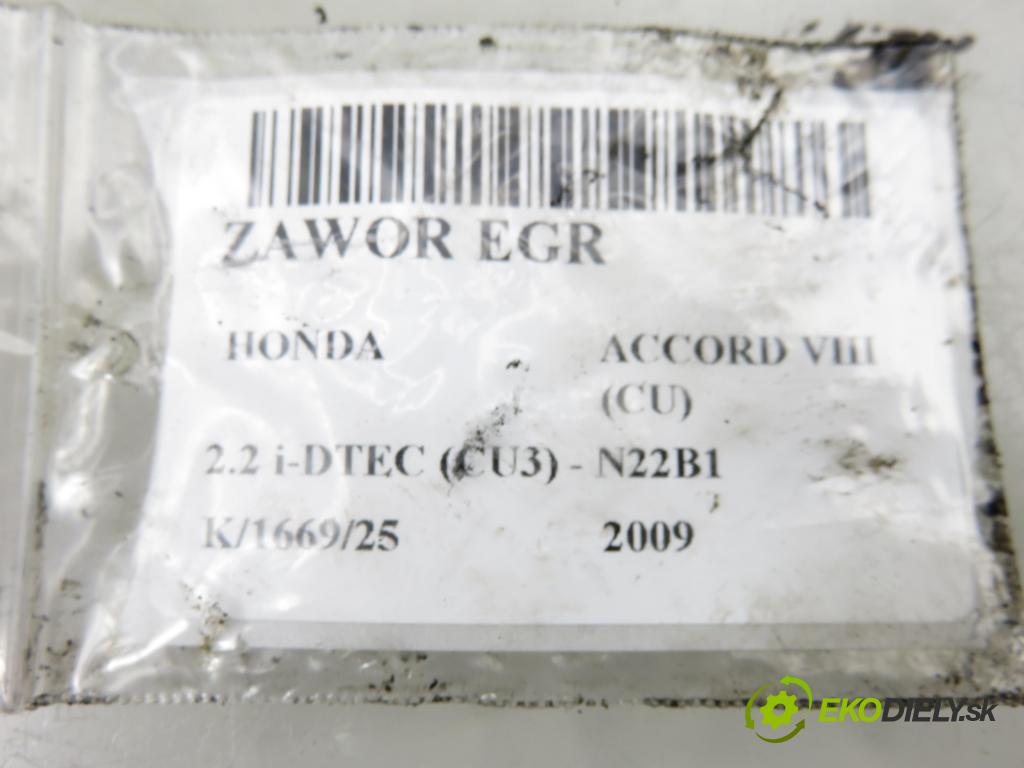 ZAWOR EGR
HONDA ACCORD VIII
(CU)
2.2 i-DTEC (CU3) - N22B1
K/1669/25 2009
EKODIELY.sk